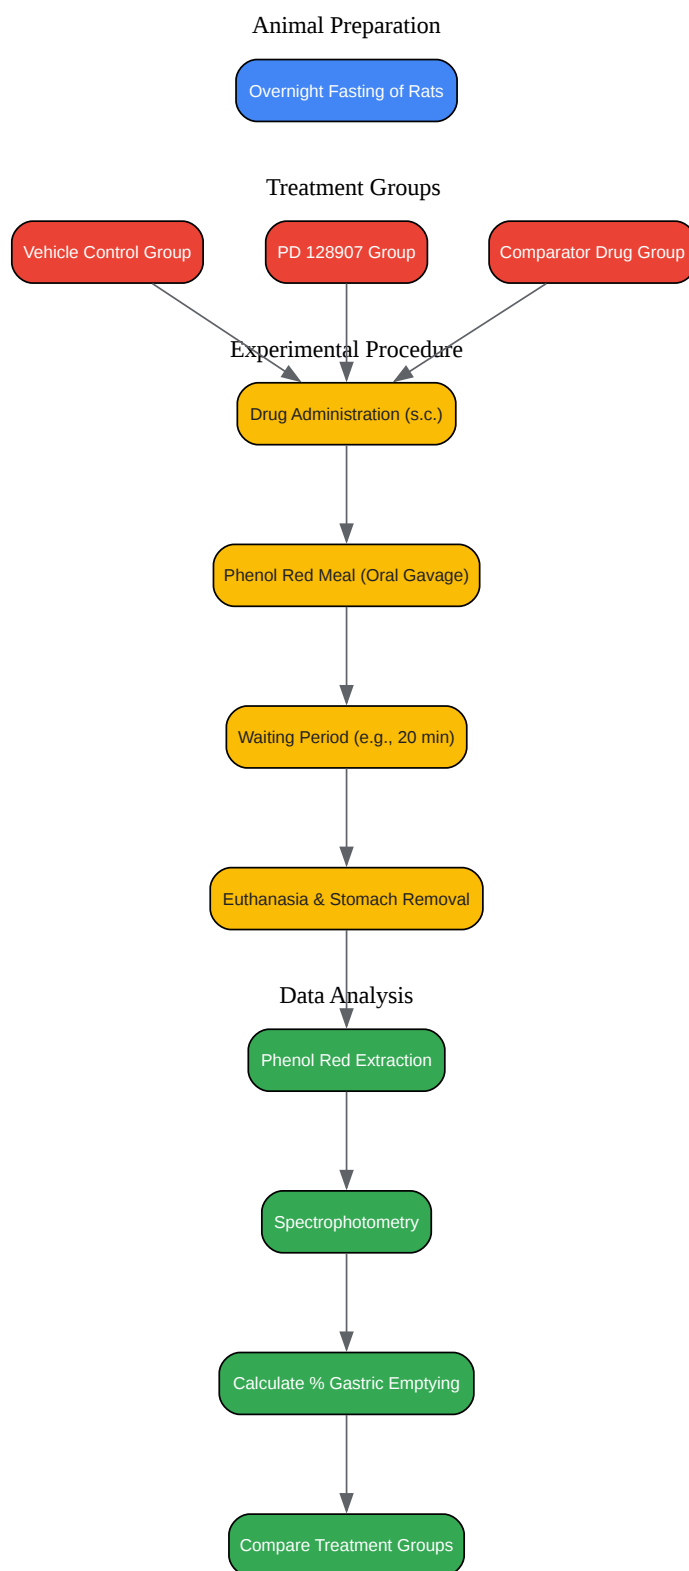 Animal Preparation
Overnight Fasting of Rats
Treatment Groups
Vehicle Control Group
PD 128907 Group
Comparator Drug Group
Experimental Procedure
Drug Administration (s.c.)
Phenol Red Meal (Oral Gavage)
Waiting Period (e.g., 20 min)
Euthanasia & Stomach Removal
Data Analysis
Phenol Red Extraction
Spectrophotometry
Calculate % Gastric Emptying
Compare Treatment Groups